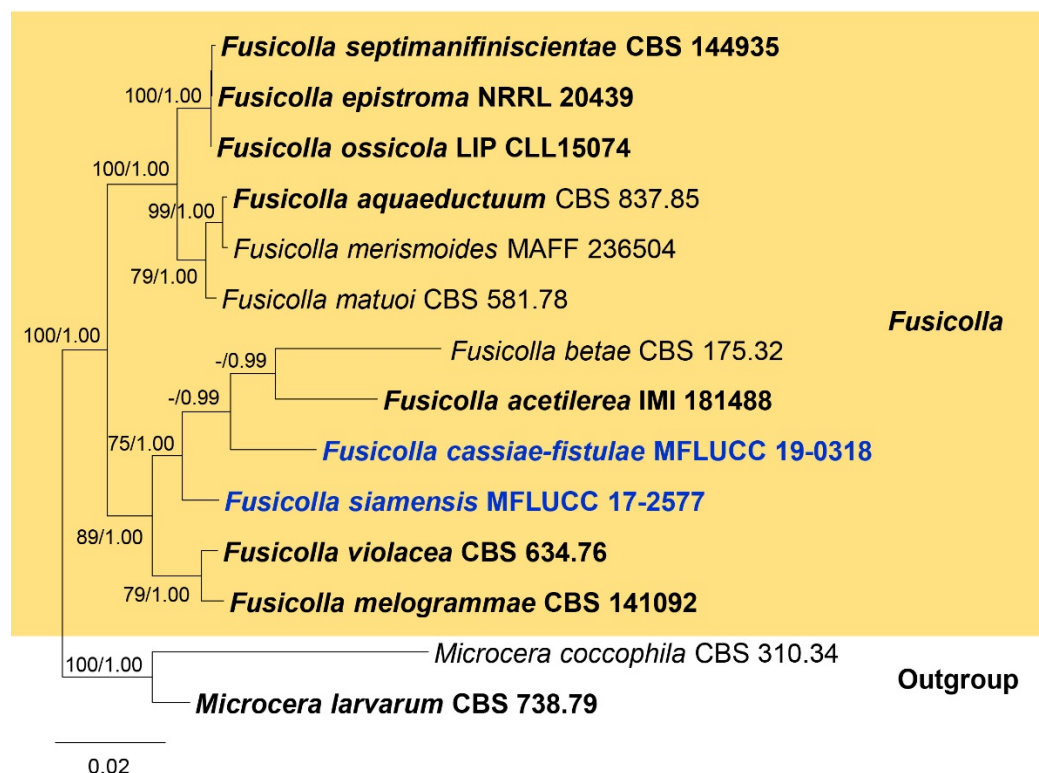 Fusicolla septimanifiniscientae CBS 144935
100/1.00
Fusicolla epistroma NRRL 20439
Fusicolla ossicola LIP CLL15074
100/1.00
Fusicolla aquaeductuum CBS 837.85
99/1.00
Fusicolla merismoides MAFF 236504
79/1.00
Fusicolla matuoi CBS 581.78
Fusicolla
100/1.00
Fusicolla betae CBS 175.32
-/0.99
-/0.99
Fusicolla acetilerea IMI 181488
75/1.00
Fusicolla cassiae-fistulae MFLUCC 19-0318
Fusicolla siamensis MFLUCC 17-2577
89/1.00
Fusicolla violacea CBS 634.76
79/1.00
Fusicolla melogrammae CBS 141092
Microcera coccophila CBS 310.34
100/1.00
Outgroup
Microcera larvarum CBS 738.79
0.02